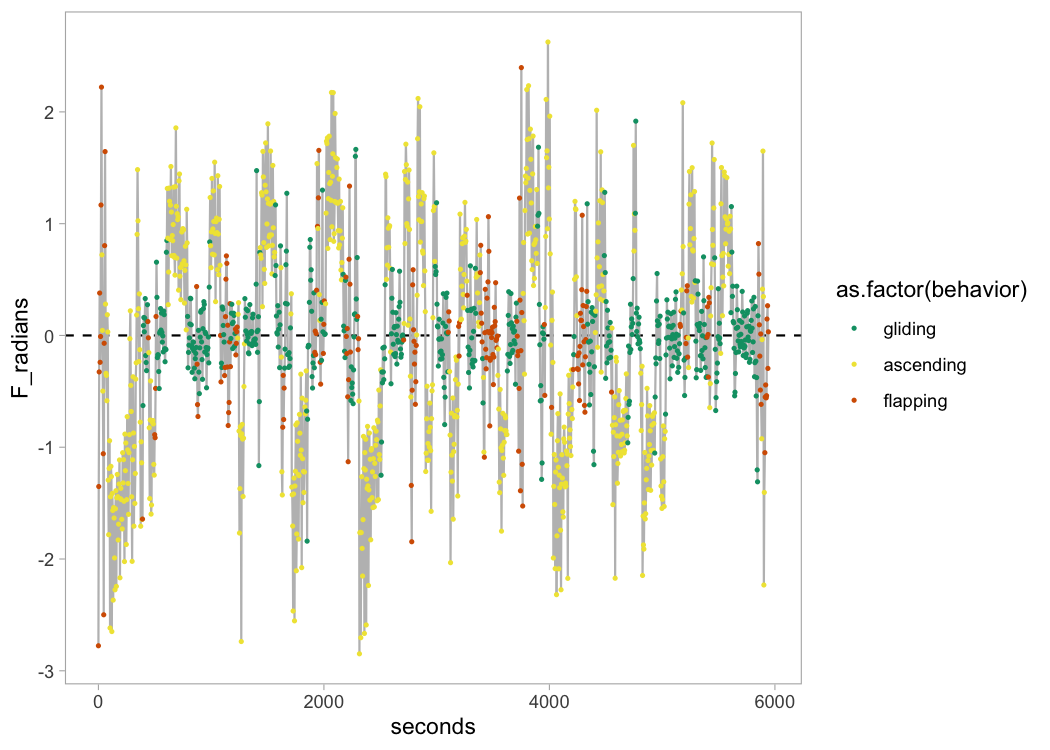 F_radians
2
1
0
-1
-2
-3
0 2000 4000 6000
seconds
as.factor(behavior)
gliding
ascending
flapping